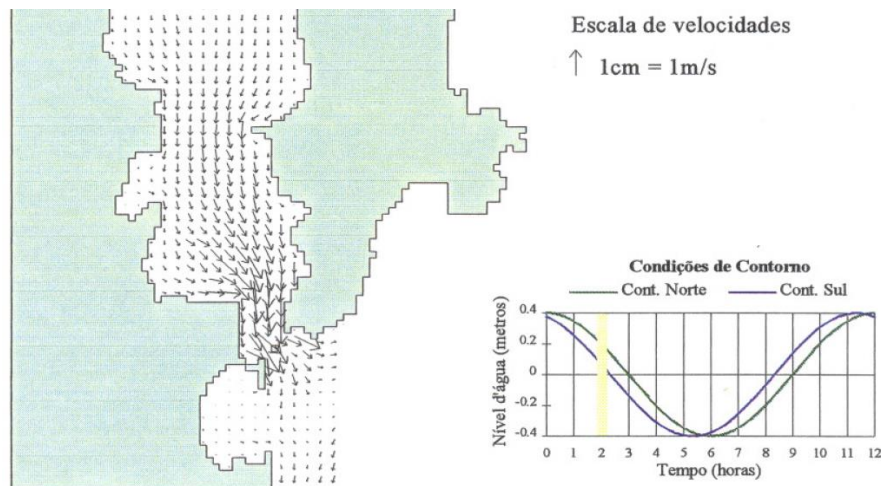 Escala de velocidades
1cm = 1m/s
Condições de Contorno
Cont. Norte Cont. Sul
Nível d'água (metros)
0.4
0.2
0
-0.2
-0.4
0 1 2 3 4 5 6 7 8 9 10 11 12
Tempo (horas)